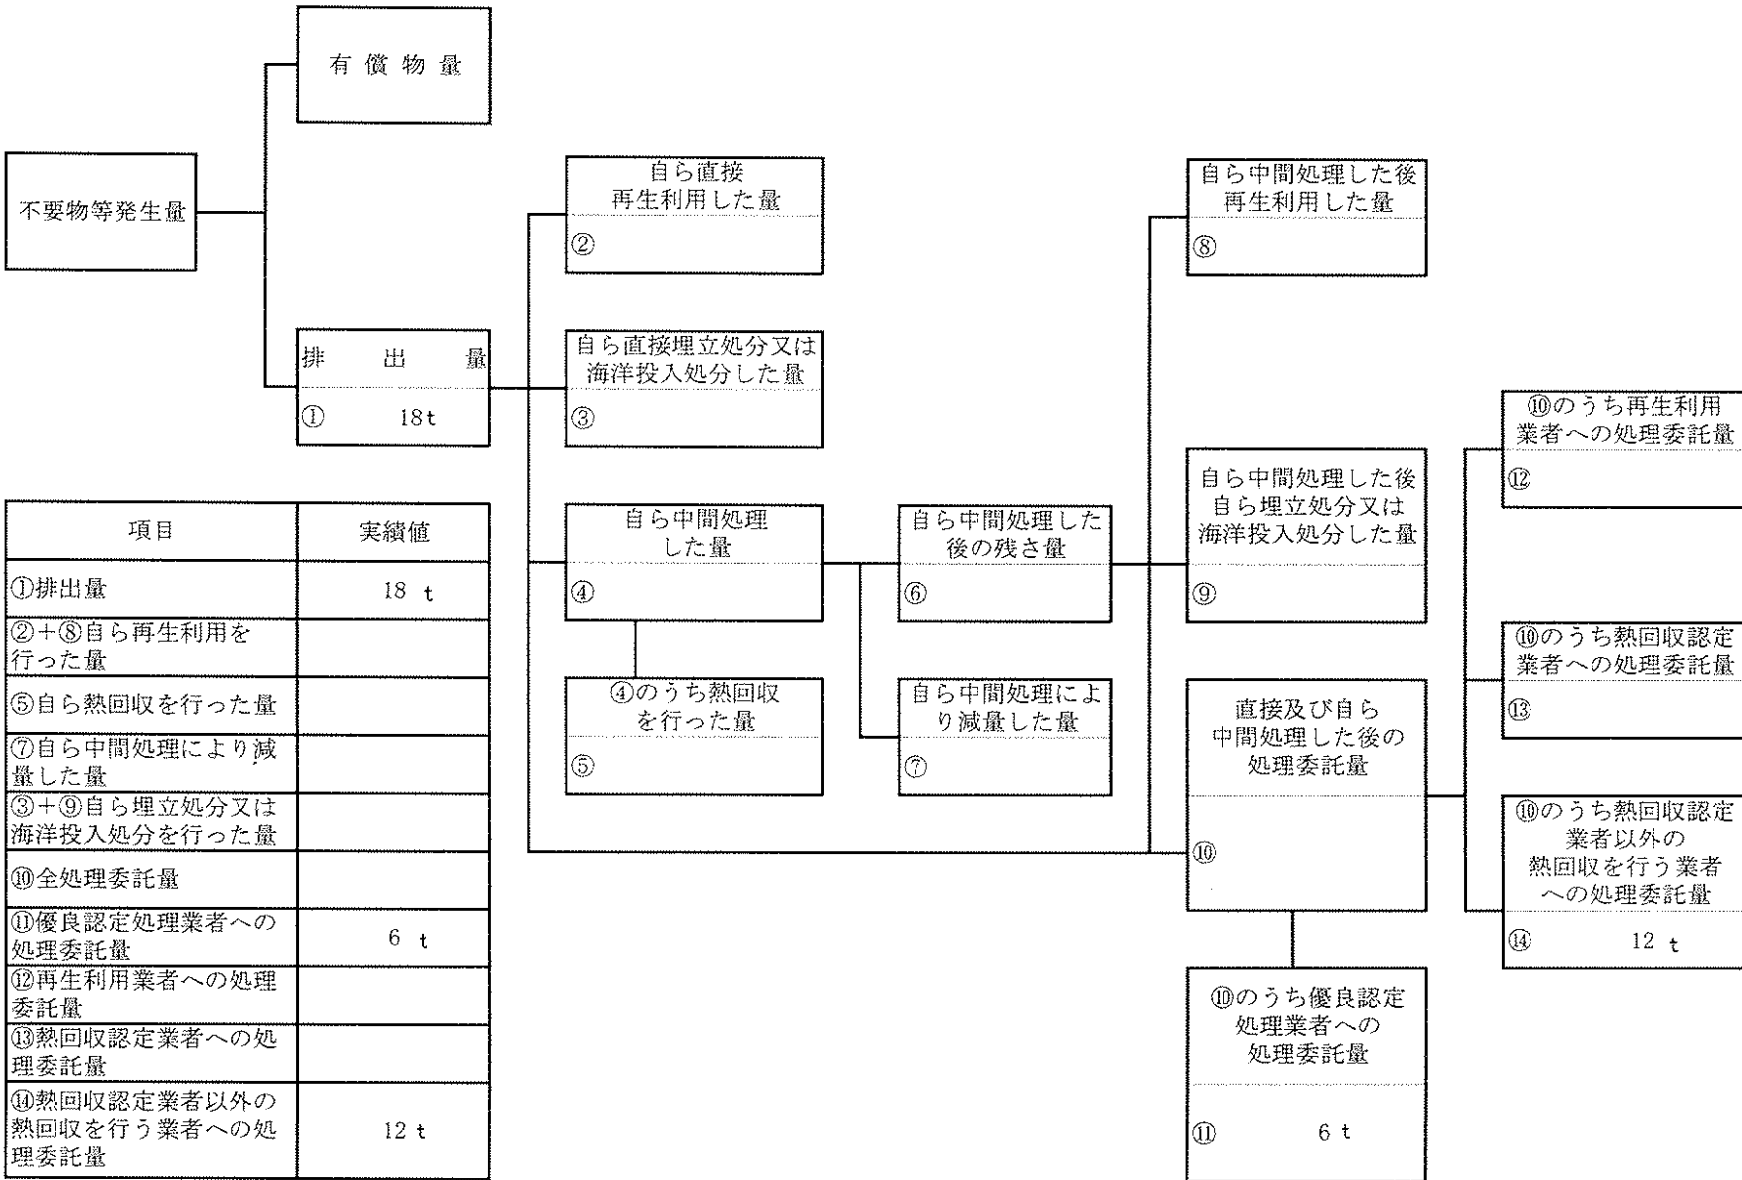 有償物量
不要物等発生量
排出量
① 18t
自ら直接
再生利用した量
②
自ら直接埋立処分又は
海洋投入処分した量
③
自ら中間処理
した量
④
④のうち熱回収
を行った量
⑤
自ら中間処理した
後の残さ量
⑥
自ら中間処理によ
り減量した量
⑦
自ら中間処理した後
再生利用した量
⑧
自ら中間処理した後
自ら埋立処分又は
海洋投入処分した量
⑨
直接及び自ら
中間処理した後の
処理委託量
⑩
⑩のうち優良認定
処理業者への
処理委託量
⑪ 6 t
⑩のうち再生利用
業者への処理委託量
⑫
⑩のうち熱回収認定
業者への処理委託量
⑬
⑩のうち熱回収認定
業者以外の
熱回収を行う業者
への処理委託量
⑭ 12 t
項目 実績値
①排出量 18 t
②+⑧自ら再生利用を
行った量
⑤自ら熱回収を行った量
⑦自ら中間処理により減
量した量
③+⑨自ら埋立処分又は
海洋投入処分を行った量
⑩全処理委託量
⑪優良認定処理業者への
処理委託量 6 t
⑫再生利用業者への処理
委託量
⑬熱回収認定業者への処
理委託量
⑭熱回収認定業者以外の
熱回収を行う業者への処
理委託量 12 t